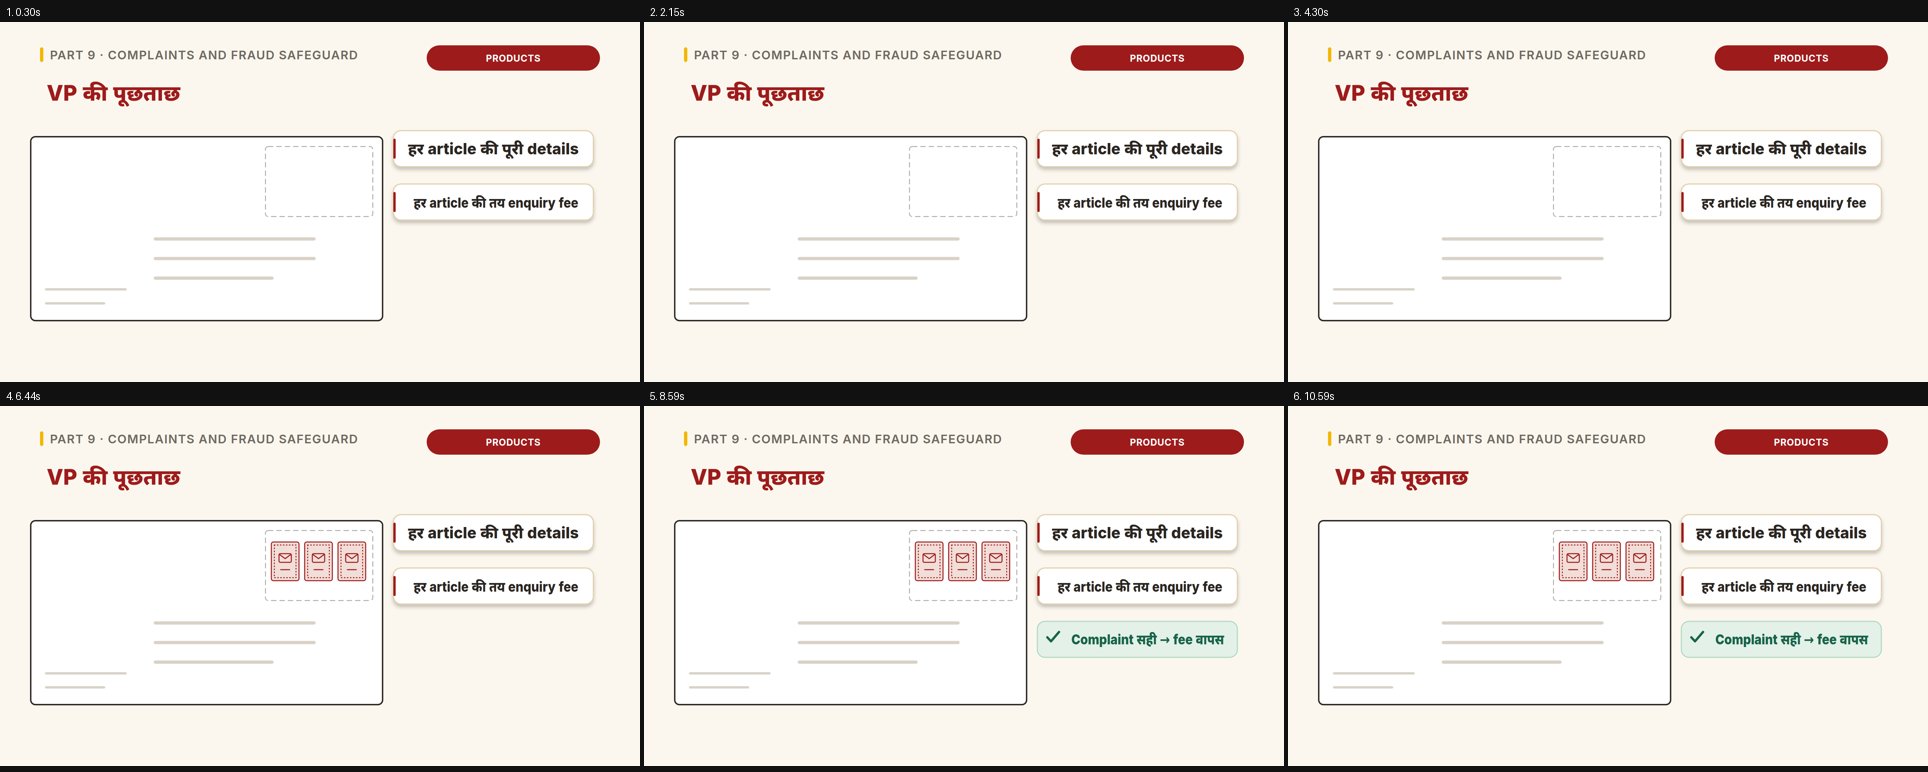 1. 0.30s
PART 9 · COMPLAINTS AND FRAUD SAFEGUARD
PRODUCTS
VP की पूछताछ
हर article की पूरी details
हर article की तय enquiry fee
2. 2.15s
PART 9 · COMPLAINTS AND FRAUD SAFEGUARD
PRODUCTS
VP की पूछताछ
हर article की पूरी details
हर article की तय enquiry fee
3. 4.30s
PART 9 · COMPLAINTS AND FRAUD SAFEGUARD
PRODUCTS
VP की पूछताछ
हर article की पूरी details
हर article की तय enquiry fee
4. 6.44s
PART 9 · COMPLAINTS AND FRAUD SAFEGUARD
PRODUCTS
VP की पूछताछ
हर article की पूरी details
हर article की तय enquiry fee
5. 8.59s
PART 9 · COMPLAINTS AND FRAUD SAFEGUARD
PRODUCTS
VP की पूछताछ
हर article की पूरी details
हर article की तय enquiry fee
Complaint सही → fee वापस
6. 10.59s
PART 9 · COMPLAINTS AND FRAUD SAFEGUARD
PRODUCTS
VP की पूछताछ
हर article की पूरी details
हर article की तय enquiry fee
Complaint सही → fee वापस